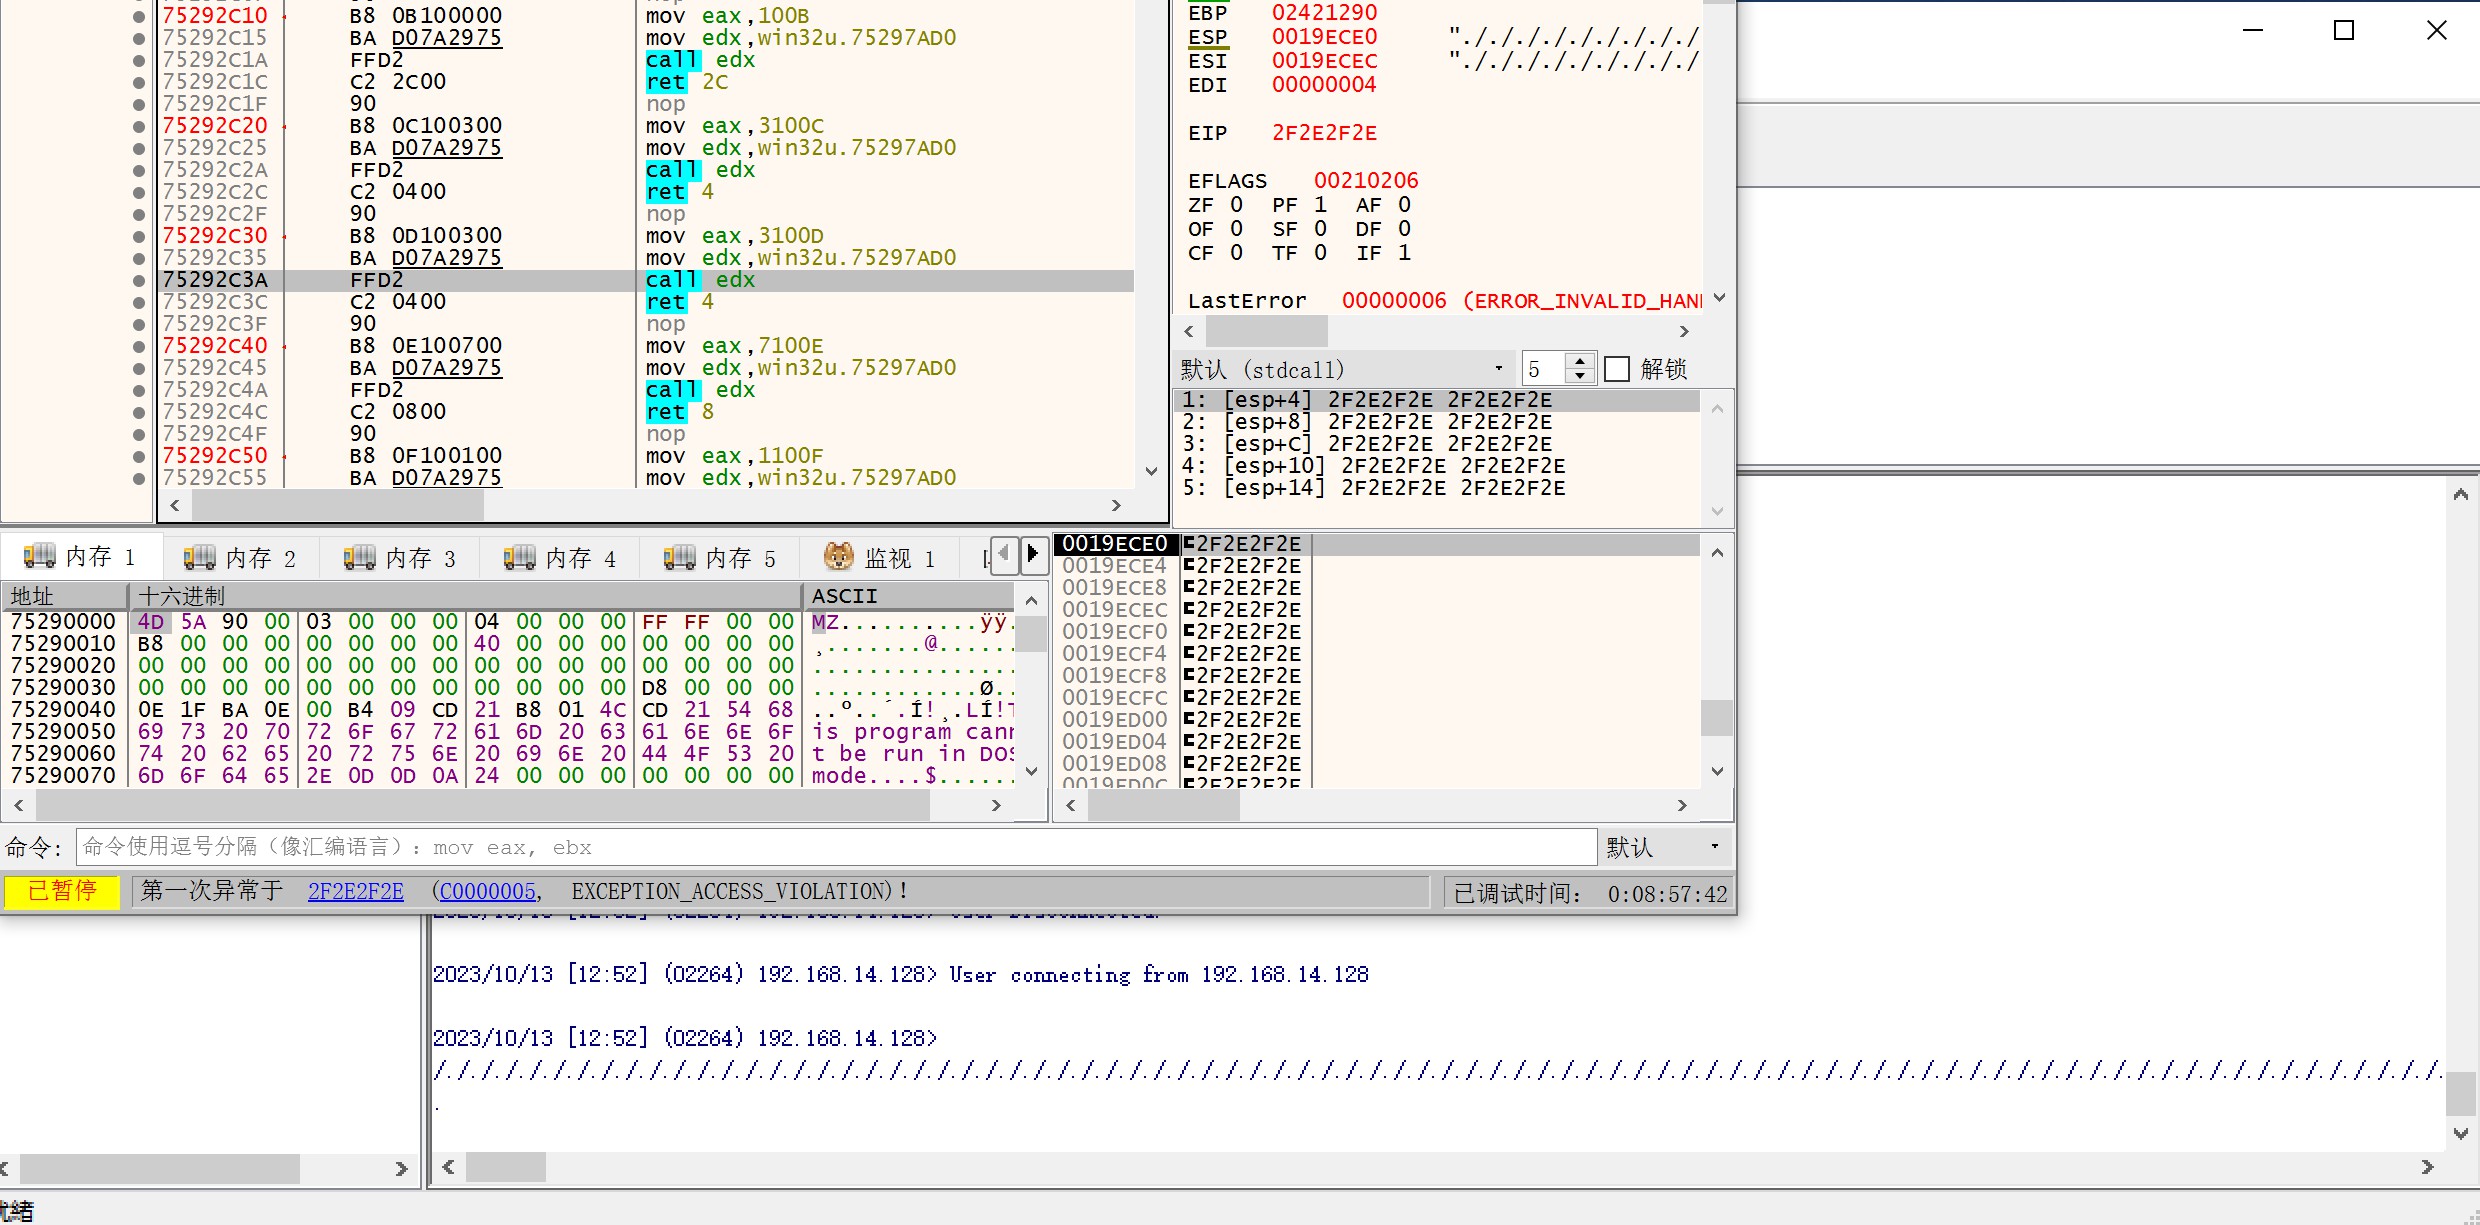 75292C10 B8 0B100000 mov eax,100B
75292C15 BA D07A2975 mov edx,win32u.75297AD0
75292C1A FFD2 call edx
75292C1C C2 2C00 ret 2C
75292C1F 90 nop
75292C20 B8 0C100300 mov eax,3100C
75292C25 BA D07A2975 mov edx,win32u.75297AD0
75292C2A FFD2 call edx
75292C2C C2 0400 ret 4
75292C2F 90 nop
75292C30 B8 0D100300 mov eax,3100D
75292C35 BA D07A2975 mov edx,win32u.75297AD0
75292C3A FFD2 call edx
75292C3C C2 0400 ret 4
75292C3F 90 nop
75292C40 B8 0E100700 mov eax,7100E
75292C45 BA D07A2975 mov edx,win32u.75297AD0
75292C4A FFD2 call edx
75292C4C C2 0800 ret 8
75292C4F 90 nop
75292C50 B8 0F100100 mov eax,1100F
75292C55 BA D07A2975 mov edx,win32u.75297AD0
EBP 02421290
ESP 0019ECE0 "./././././././././
ESI 0019ECEC "./././././././././
EDI 00000004
EIP 2F2E2F2E
EFLAGS 00210206
ZF 0 PF 1 AF 0
OF 0 SF 0 DF 0
CF 0 TF 0 IF 1
LastError 00000006 (ERROR_INVALID_HAN
默认 (stdcall) 5 解锁
1: [esp+4] 2F2E2F2E 2F2E2F2E
2: [esp+8] 2F2E2F2E 2F2E2F2E
3: [esp+C] 2F2E2F2E 2F2E2F2E
4: [esp+10] 2F2E2F2E 2F2E2F2E
5: [esp+14] 2F2E2F2E 2F2E2F2E
内存 1 内存 2 内存 3 内存 4 内存 5 监视 1
地址 十六进制 ASCII
75290000 4D 5A 90 00 03 00 00 00 04 00 00 00 FF FF 00 00 MZ..........ÿÿ.
75290010 B8 00 00 00 00 00 00 00 40 00 00 00 00 00 00 00 ¸.......@......
75290020 00 00 00 00 00 00 00 00 00 00 00 00 00 00 00 00 ...............
75290030 00 00 00 00 00 00 00 00 00 00 00 00 D8 00 00 00 ............Ø..
75290040 0E 1F BA 0E 00 B4 09 CD 21 B8 01 4C CD 21 54 68 ..º..´.Í!¸.LÍ!T
75290050 69 73 20 70 72 6F 67 72 61 6D 20 63 61 6E 6E 6F is program cann
75290060 74 20 62 65 20 72 75 6E 20 69 6E 20 44 4F 53 20 t be run in DOS
75290070 6D 6F 64 65 2E 0D 0D 0A 24 00 00 00 00 00 00 00 mode....$......
0019ECE0 2F2E2F2E
0019ECE4 2F2E2F2E
0019ECE8 2F2E2F2E
0019ECEC 2F2E2F2E
0019ECF0 2F2E2F2E
0019ECF4 2F2E2F2E
0019ECF8 2F2E2F2E
0019ECFC 2F2E2F2E
0019ED00 2F2E2F2E
0019ED04 2F2E2F2E
0019ED08 2F2E2F2E
0019ED0C 2F2E2F2E
命令: 命令使用逗号分隔（像汇编语言）: mov eax, ebx 默认
已暂停 第一次异常于 2F2E2F2E (C0000005, EXCEPTION_ACCESS_VIOLATION)! 已调试时间: 0:08:57:42
2023/10/13 [12:52] (02264) 192.168.14.128> User disconnected.
2023/10/13 [12:52] (02264) 192.168.14.128> User connecting from 192.168.14.128
2023/10/13 [12:52] (02264) 192.168.14.128>
/./././././././././././././././././././././././././././././././././././././././././././././././././././././././././././././././././././././././././././././././././././.
.
就绪